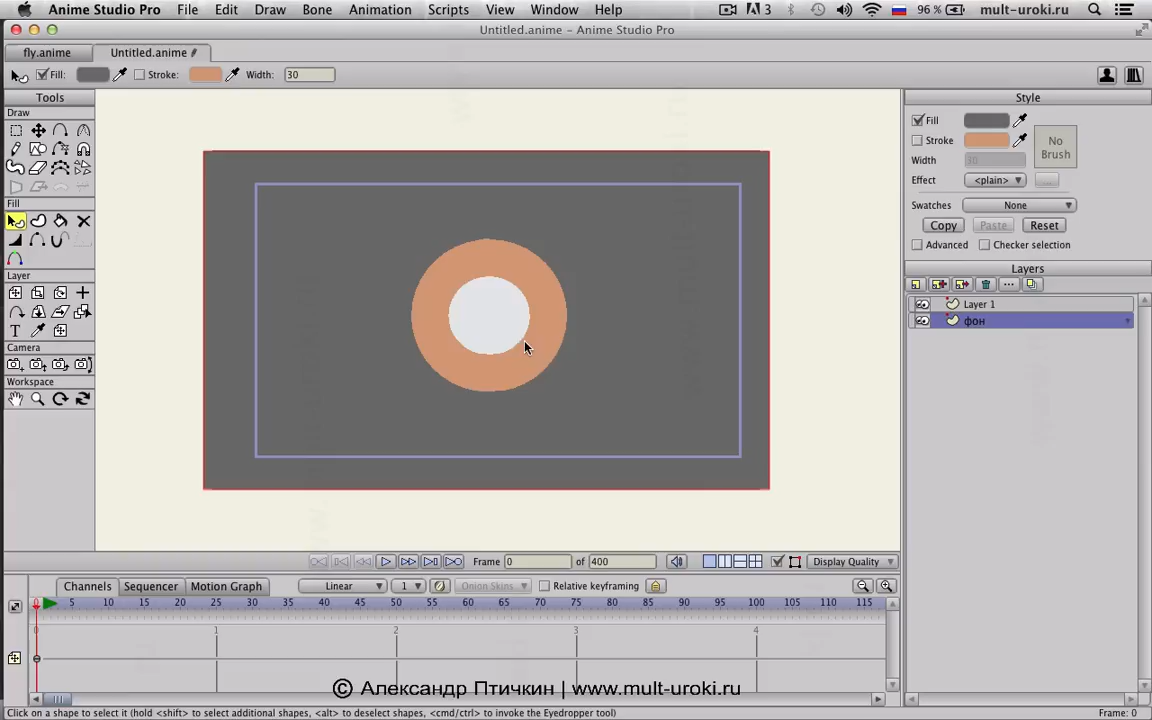 Anime Studio Pro File Edit Draw Bone Animation Scripts View Window Help 3 96 % mult-uroki.ru
Untitled.anime – Anime Studio Pro
fly.anime Untitled.anime
Fill: Stroke: Width: 30
Tools
Draw
Fill
Layer
Camera
Workspace
Style
Fill
Stroke
Width 30
No Brush
Effect <plain> ...
Swatches None
Copy Paste Reset
Advanced Checker selection
Layers
Layer 1
фон
Frame 0 of 400 Display Quality
Channels Sequencer Motion Graph Linear 1 Onion Skins Relative keyframing
0 5 10 15 20 25 30 35 40 45 50 55 60 65 70 75 80 85 90 95 100 105 110 115
0 1 2 3 4
© Александр Птичкин | www.mult-uroki.ru
Click on a shape to select it (hold <shift> to select additional shapes, <alt> to deselect shapes, <cmd/ctrl> to invoke the Eyedropper tool) Frame: 0